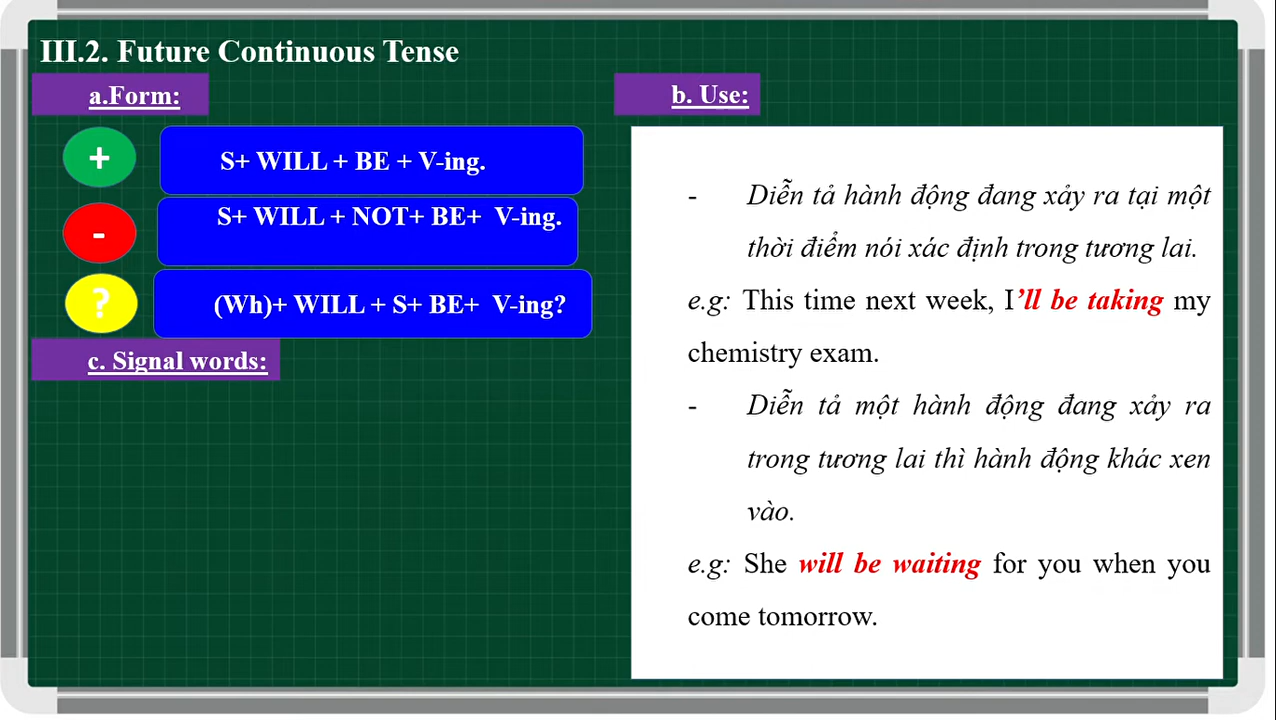 III.2. Future Continuous Tense
a.Form:
+
S+ WILL + BE + V-ing.
-
S+ WILL + NOT+ BE+ V-ing.
?
(Wh)+ WILL + S+ BE+ V-ing?
c. Signal words:
b. Use:
- Diễn tả hành động đang xảy ra tại một
thời điểm nói xác định trong tương lai.
e.g: This time next week, I’ll be taking my
chemistry exam.
- Diễn tả một hành động đang xảy ra
trong tương lai thì hành động khác xen
vào.
e.g: She will be waiting for you when you
come tomorrow.